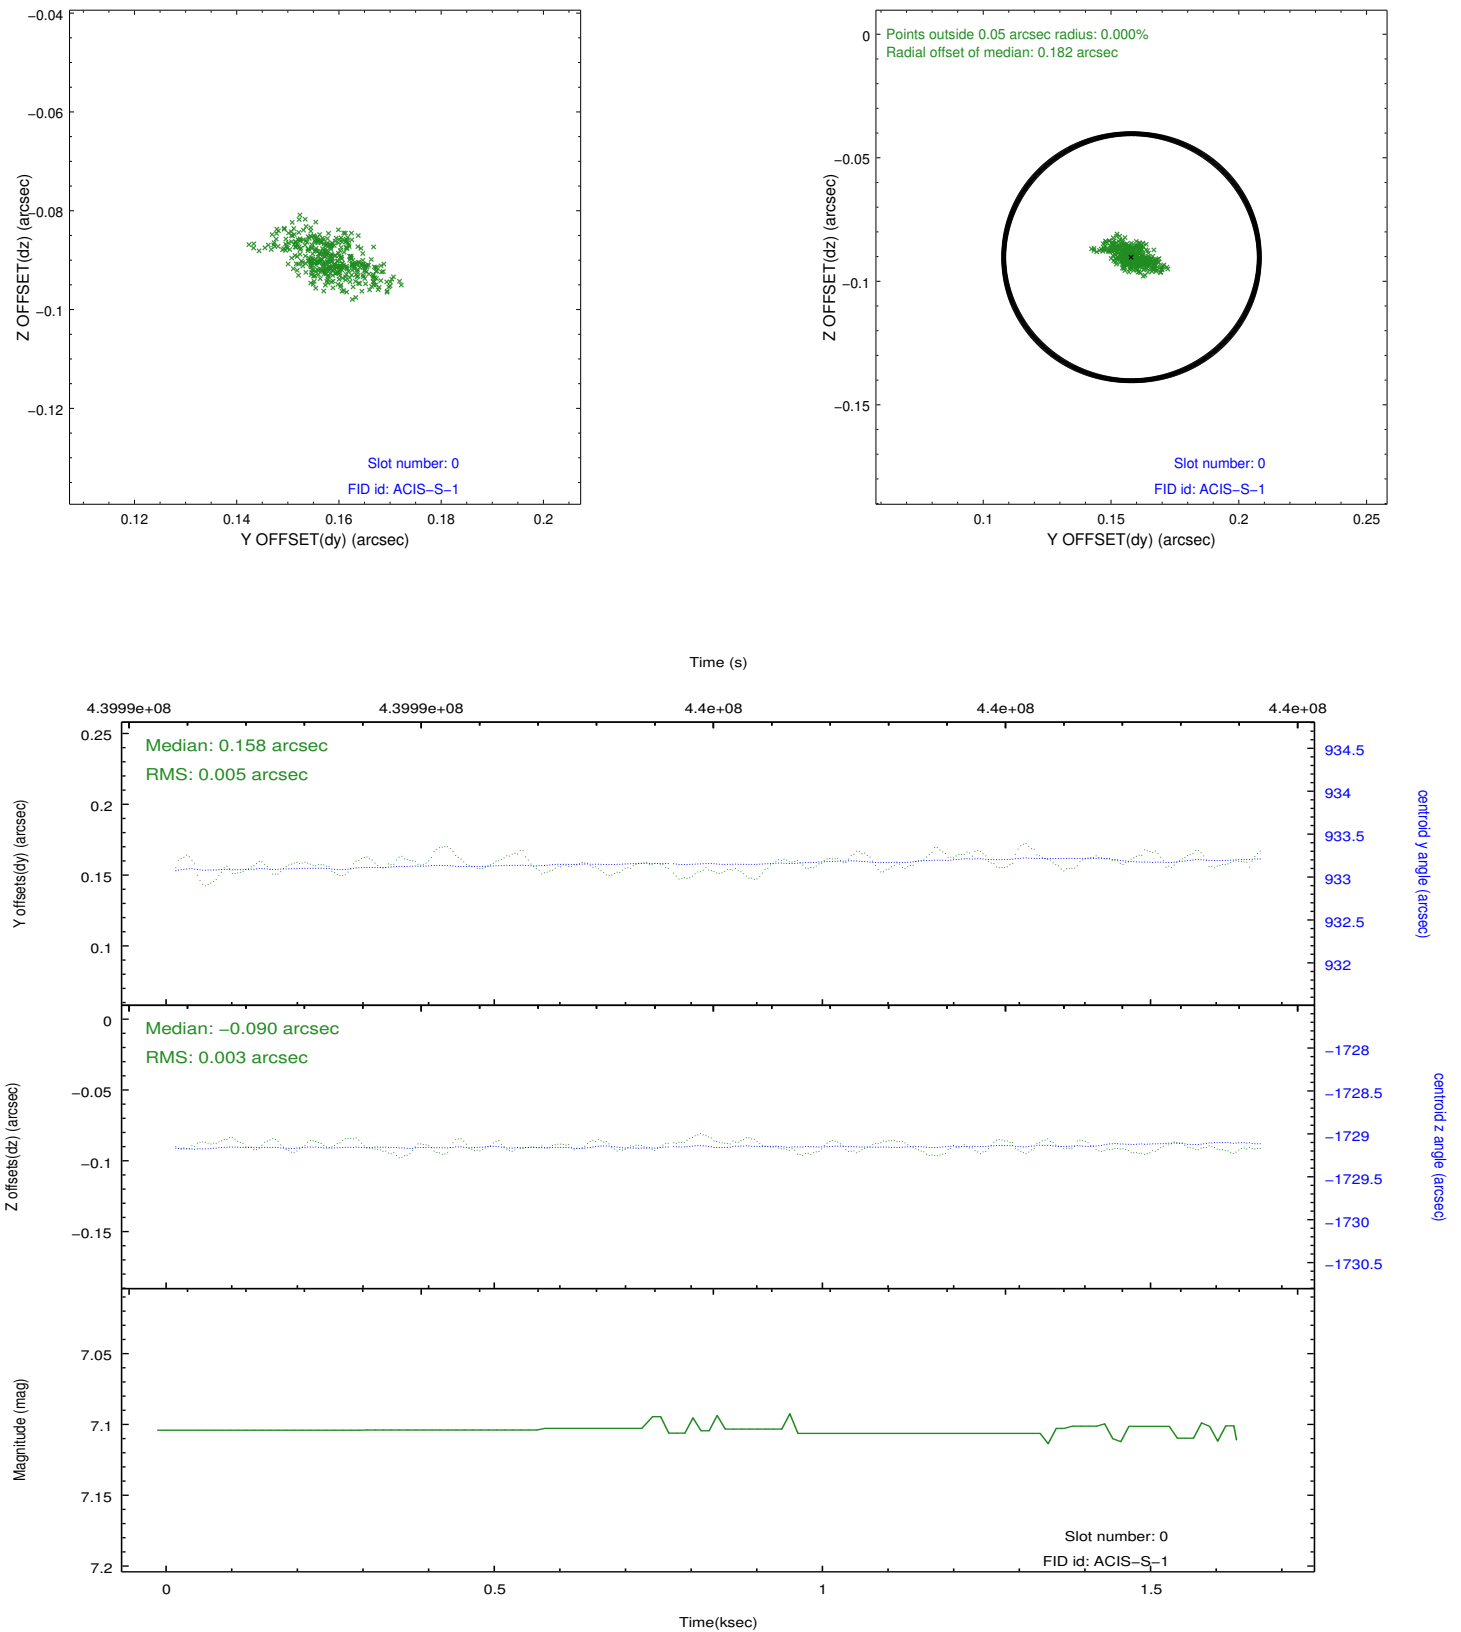 −0.04
−0.06
−0.08
−0.1
−0.12
Z OFFSET(dz) (arcsec)
Slot number: 0
FID id: ACIS−S−1
0.12 0.14 0.16 0.18 0.2
Y OFFSET(dy) (arcsec)
Points outside 0.05 arcsec radius: 0.000%
Radial offset of median: 0.182 arcsec
0
−0.05
−0.1
−0.15
Z OFFSET(dz) (arcsec)
Slot number: 0
FID id: ACIS−S−1
0.1 0.15 0.2 0.25
Y OFFSET(dy) (arcsec)
Time (s)
4.3999e+08 4.3999e+08 4.4e+08 4.4e+08 4.4e+08
Median: 0.158 arcsec
RMS: 0.005 arcsec
0.25
0.2
0.15
0.1
Y offsets(dy) (arcsec)
934.5
934
933.5
933
932.5
932
centroid y angle (arcsec)
Median: −0.090 arcsec
RMS: 0.003 arcsec
0
−0.05
−0.1
−0.15
Z offsets(dz) (arcsec)
−1728
−1728.5
−1729
−1729.5
−1730
−1730.5
centroid z angle (arcsec)
7.05
7.1
7.15
7.2
Magnitude (mag)
Slot number: 0
FID id: ACIS−S−1
0 0.5 1 1.5
Time(ksec)